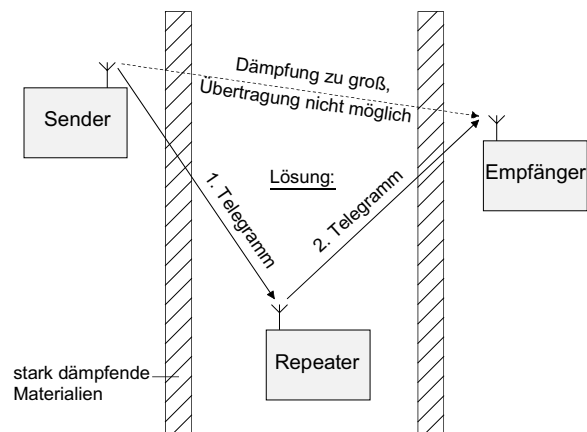 Dämpfung zu groß,
Übertragung nicht möglich
Sender
Empfänger
Lösung:
1. Telegramm
2. Telegramm
Repeater
stark dämpfende
Materialien